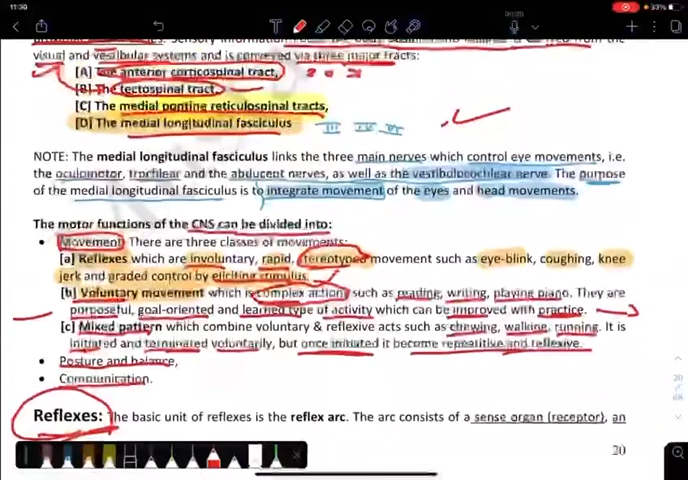 11:30
33%
visual and vestibular systems and is conveyed via three major tracts:
[A] The anterior corticospinal tract,
[B] The tectospinal tract,
[C] The medial pontine reticulospinal tracts,
[D] The medial longitudinal fasciculus
III IV VI
NOTE: The medial longitudinal fasciculus links the three main nerves which control eye movements, i.e.
the oculomotor, trochlear and the abducent nerves, as well as the vestibulocochlear nerve. The purpose
of the medial longitudinal fasciculus is to integrate movement of the eyes and head movements.
The motor functions of the CNS can be divided into:
• Movement: There are three classes of movements:
[a] Reflexes which are involuntary, rapid, stereotyped movement such as eye-blink, coughing, knee
jerk and graded control by eliciting stimulus.
[b] Voluntary movement which is complex actions such as reading, writing, playing piano. They are
purposeful, goal-oriented and learned type of activity which can be improved with practice.
[c] Mixed pattern which combine voluntary & reflexive acts such as chewing, walking, running. It is
initiated and terminated voluntarily, but once initiated it become repetitive and reflexive.
• Posture and balance,
• Communication.
Reflexes: The basic unit of reflexes is the reflex arc. The arc consists of a sense organ (receptor), an
20
20
68